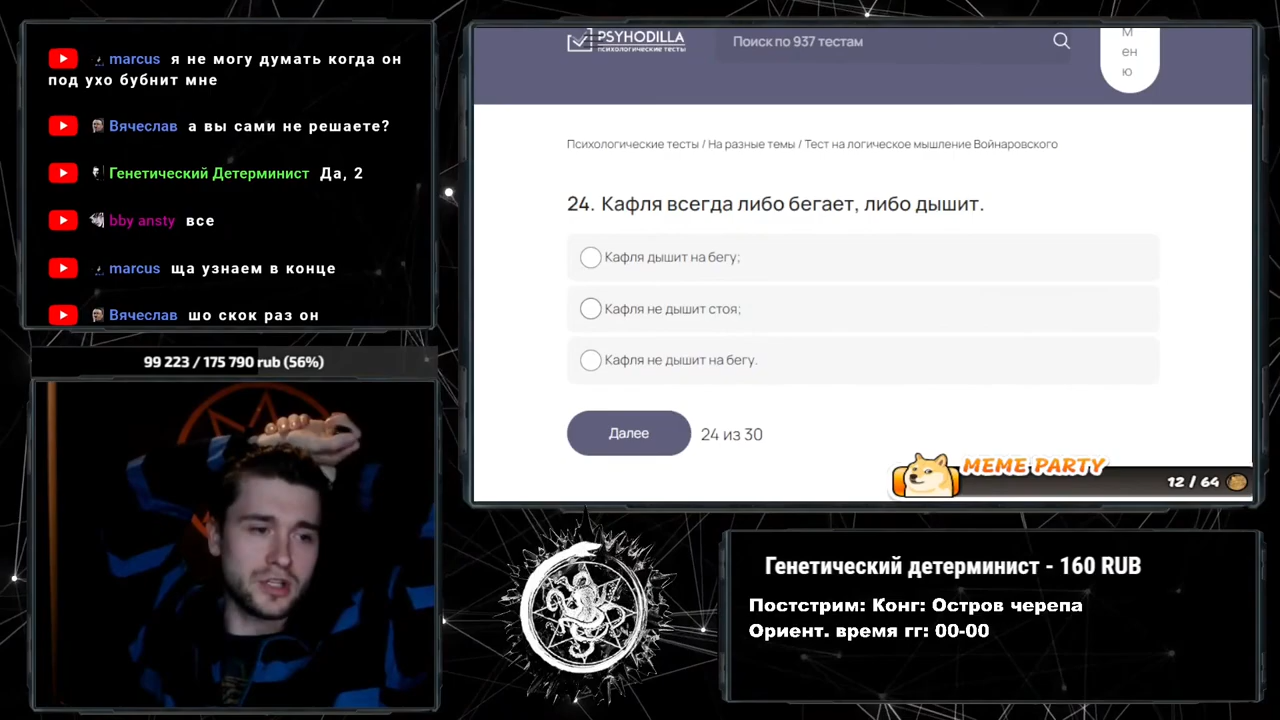 marcus я не могу думать когда он
под ухо бубнит мне
Вячеслав а вы сами не решаете?
Генетический Детерминист Да, 2
bby ansty все
marcus ща узнаем в конце
Вячеслав шо скок раз он
99 223 / 175 790 rub (56%)
PSYHODILLA
ПСИХОЛОГИЧЕСКИЕ ТЕСТЫ
Поиск по 937 тестам
М
ен
ю
Психологические тесты / На разные темы / Тест на логическое мышление Войнаровского
24. Кафля всегда либо бегает, либо дышит.
Кафля дышит на бегу;
Кафля не дышит стоя;
Кафля не дышит на бегу.
Далее
24 из 30
MEME PARTY
12 / 64
Генетический детерминист - 160 RUB
Постстрим: Конг: Остров черепа
Ориент. время гг: 00-00